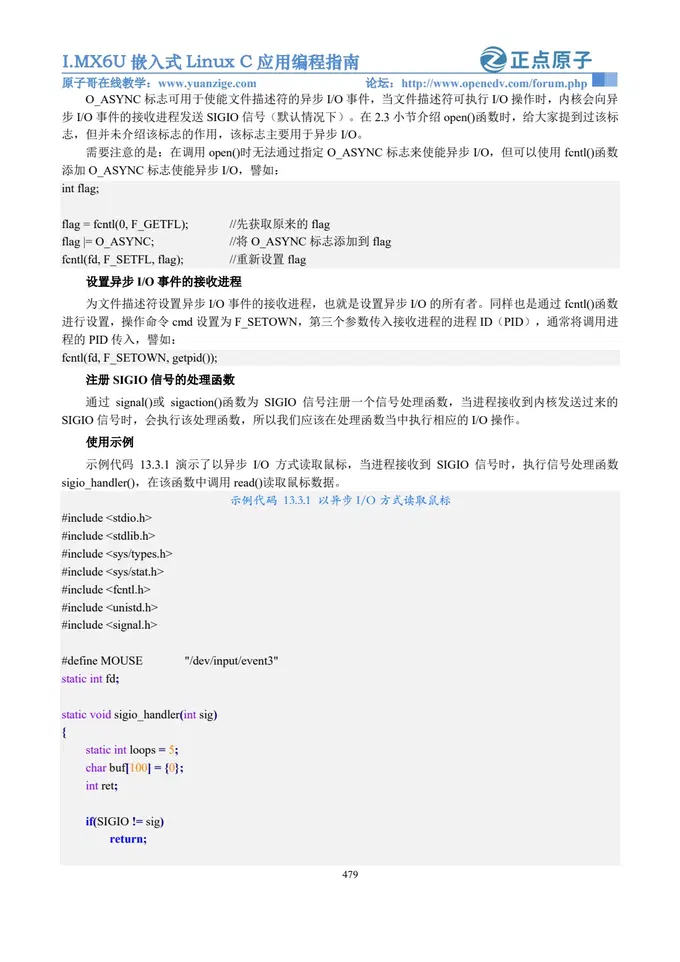 I.MX6U 嵌入式 Linux C 应用编程指南
正点原子
原子哥在线教学：www.yuanzige.com 论坛：http://www.openedv.com/forum.php
O_ASYNC 标志可用于使能文件描述符的异步 I/O 事件，当文件描述符可执行 I/O 操作时，内核会向异
步 I/O 事件的接收进程发送 SIGIO 信号（默认情况下）。在 2.3 小节介绍 open()函数时，给大家提到过该标
志，但并未介绍该标志的作用，该标志主要用于异步 I/O。
需要注意的是：在调用 open()时无法通过指定 O_ASYNC 标志来使能异步 I/O，但可以使用 fcntl()函数
添加 O_ASYNC 标志使能异步 I/O，譬如：
int flag;
flag = fcntl(0, F_GETFL); //先获取原来的 flag
flag |= O_ASYNC; //将 O_ASYNC 标志添加到 flag
fcntl(fd, F_SETFL, flag); //重新设置 flag
设置异步 I/O 事件的接收进程
为文件描述符设置异步 I/O 事件的接收进程，也就是设置异步 I/O 的所有者。同样也是通过 fcntl()函数
进行设置，操作命令 cmd 设置为 F_SETOWN，第三个参数传入接收进程的进程 ID（PID），通常将调用进
程的 PID 传入，譬如：
fcntl(fd, F_SETOWN, getpid());
注册 SIGIO 信号的处理函数
通过 signal()或 sigaction()函数为 SIGIO 信号注册一个信号处理函数，当进程接收到内核发送过来的
SIGIO 信号时，会执行该处理函数，所以我们应该在处理函数当中执行相应的 I/O 操作。
使用示例
示例代码 13.3.1 演示了以异步 I/O 方式读取鼠标，当进程接收到 SIGIO 信号时，执行信号处理函数
sigio_handler()，在该函数中调用 read()读取鼠标数据。
示例代码 13.3.1 以异步 I/O 方式读取鼠标
#include <stdio.h>
#include <stdlib.h>
#include <sys/types.h>
#include <sys/stat.h>
#include <fcntl.h>
#include <unistd.h>
#include <signal.h>
#define MOUSE "/dev/input/event3"
static int fd;
static void sigio_handler(int sig)
{
static int loops = 5;
char buf[100] = {0};
int ret;
if(SIGIO != sig)
return;
479